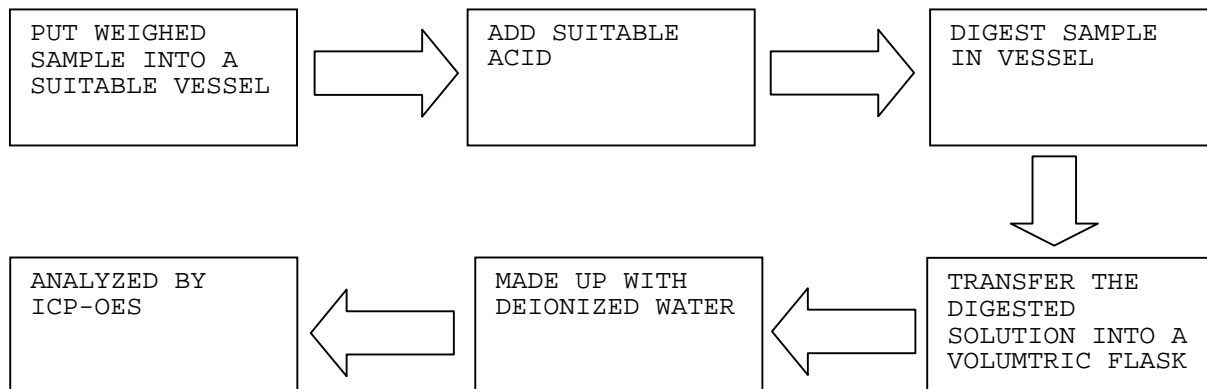 PUT WEIGHED
SAMPLE INTO A
SUITABLE VESSEL
ADD SUITABLE
ACID
DIGEST SAMPLE
IN VESSEL
TRANSFER THE
DIGESTED
SOLUTION INTO A
VOLUMTRIC FLASK
MADE UP WITH
DEIONIZED WATER
ANALYZED BY
ICP-OES